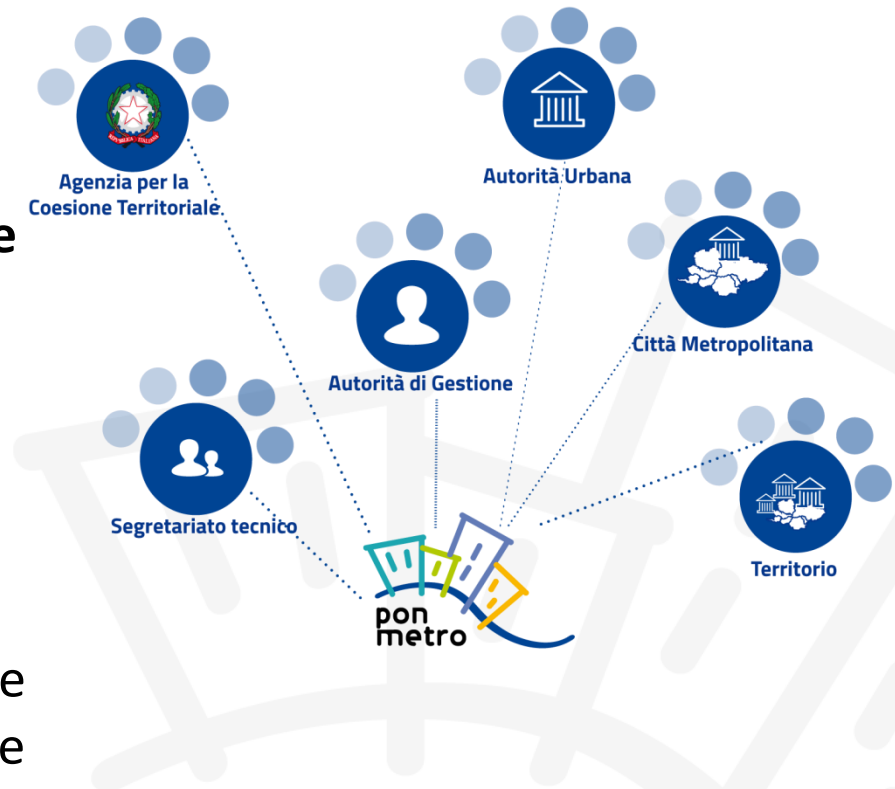 Autorità Urbana
Agenzia per la
Coesione Territoriale
e
Città Metropolitana
Autorità di Gestione
Segretariato tecnico
Territorio
pon
metro
e
e